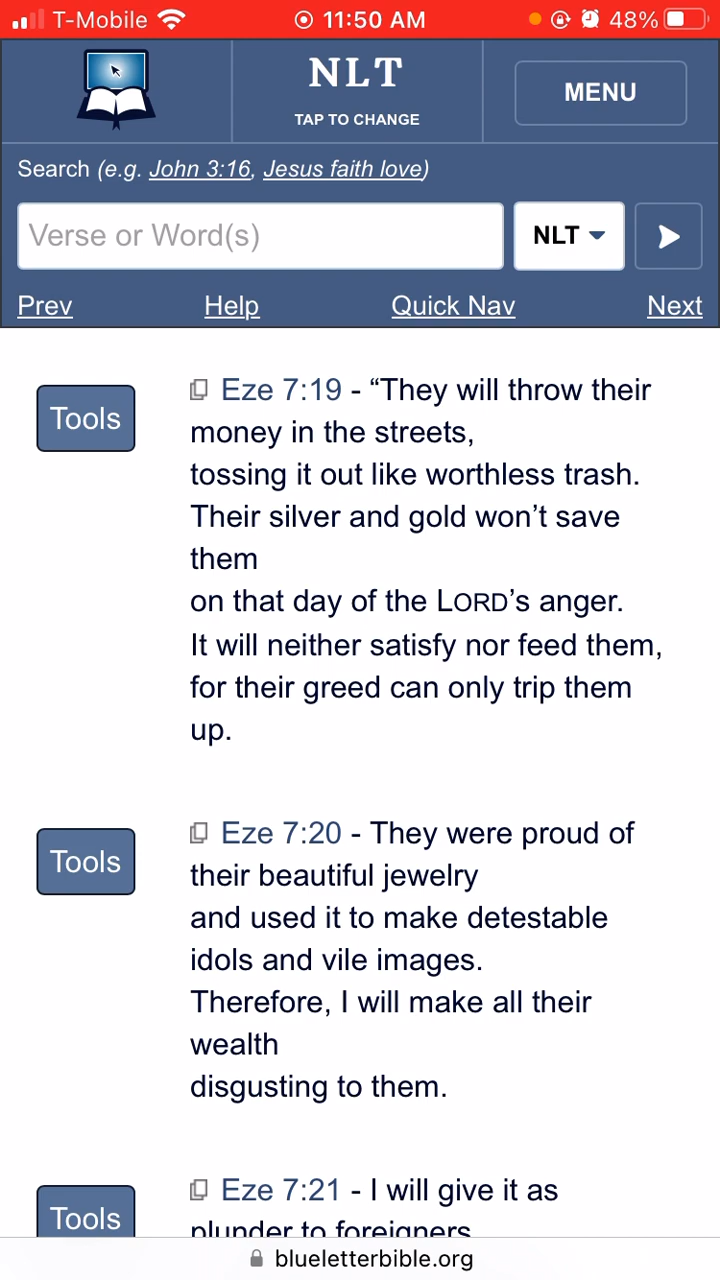 T-Mobile 11:50 AM 48%
NLT
TAP TO CHANGE
MENU
Search (e.g. John 3:16, Jesus faith love)
Verse or Word(s)
NLT
Prev Help Quick Nav Next
Tools
Eze 7:19 - “They will throw their
money in the streets,
tossing it out like worthless trash.
Their silver and gold won’t save
them
on that day of the LORD’s anger.
It will neither satisfy nor feed them,
for their greed can only trip them
up.
Tools
Eze 7:20 - They were proud of
their beautiful jewelry
and used it to make detestable
idols and vile images.
Therefore, I will make all their
wealth
disgusting to them.
Tools
Eze 7:21 - I will give it as
plunder to foreigners
blueletterbible.org